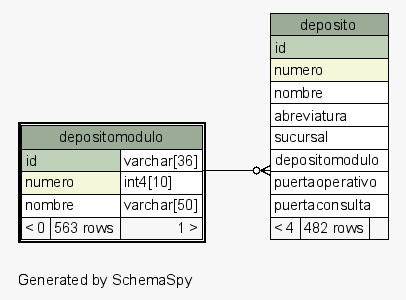 deposito
id
numero
nombre
abreviatura
sucursal
depositomodulo
puertaoperativo
puertaconsulta
< 4 482 rows
depositomodulo
id varchar[36]
numero int4[10]
nombre varchar[50]
< 0 563 rows 1 >
Generated by SchemaSpy